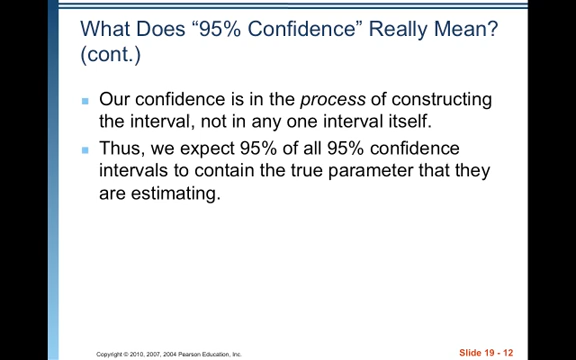 What Does “95% Confidence” Really Mean?
(cont.)
Our confidence is in the process of constructing
the interval, not in any one interval itself.
Thus, we expect 95% of all 95% confidence
intervals to contain the true parameter that they
are estimating.
Copyright © 2010, 2007, 2004 Pearson Education, Inc.
Slide 19 - 12